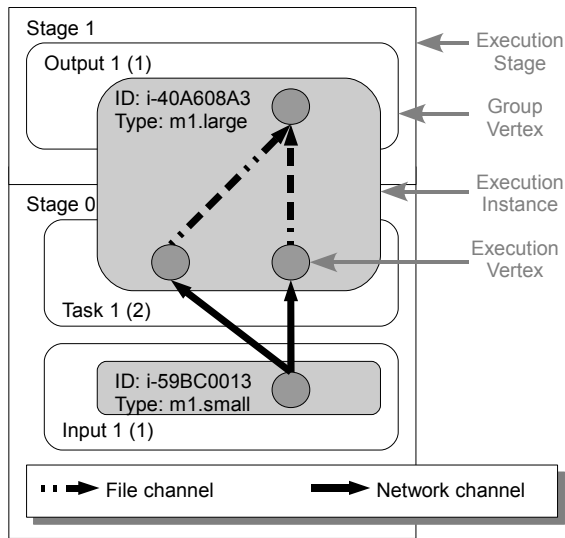 Stage 1
Output 1 (1)
ID: i-40A608A3
Type: m1.large
Execution
Stage
Group
Vertex
Execution
Instance
Stage 0
Execution
Vertex
Task 1 (2)
ID: i-59BC0013
Type: m1.small
Input 1 (1)
File channel
Network channel